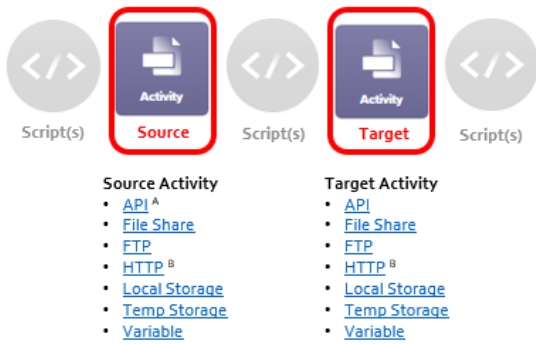 </>
Activity
</>
Activity
</>
Script(s)
Source
Script(s)
Target
Script(s)
Source Activity
• API A
• File Share
• FTP
• HTTP B
• Local Storage
• Temp Storage
• Variable
Target Activity
• API
• File Share
• FTP
• HTTP B
• Local Storage
• Temp Storage
• Variable